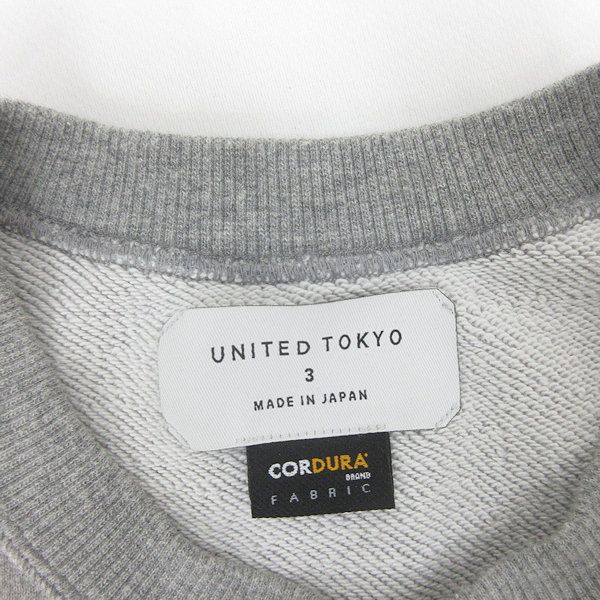 UNITED TOKYO
3
MADE IN JAPAN
CORDURA
BRAND
FABRIC